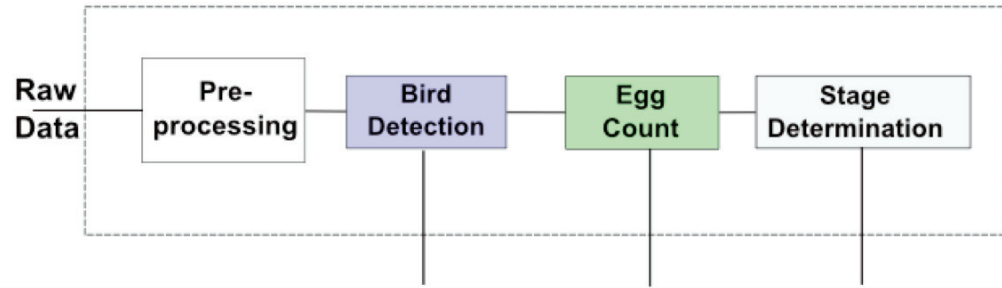 Raw
Data
Pre-
processing
Bird
Detection
Egg
Count
Stage
Determination